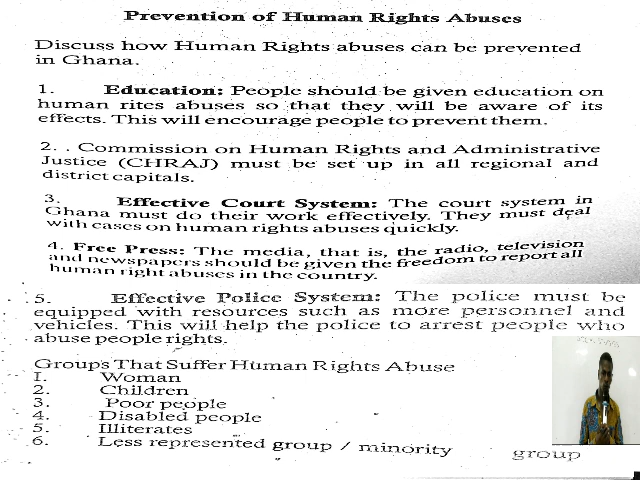 Prevention of Human Rights Abuses
Discuss how Human Rights abuses can be prevented
in Ghana.
1. Education: People should be given education on
human rites abuses so that they will be aware of its
effects. This will encourage people to prevent them.
2. . Commission on Human Rights and Administrative
Justice (CHRAJ) must be set up in all regional and
district capitals.
3. Effective Court System: The court system in
Ghana must do their work effectively. They must deal
with cases on human rights abuses quickly.
4. Free Press: The media, that is, the radio, television
and newspapers should be given the freedom to report all
human right abuses in the country.
5. Effective Police System: The police must be
equipped with resources such as more personnel and
vehicles. This will help the police to arrest people who
abuse people rights.
Groups That Suffer Human Rights Abuse
1. Woman
2. Children
3. Poor people
4. Disabled people
5. Illiterates
6. Less represented group / minority group